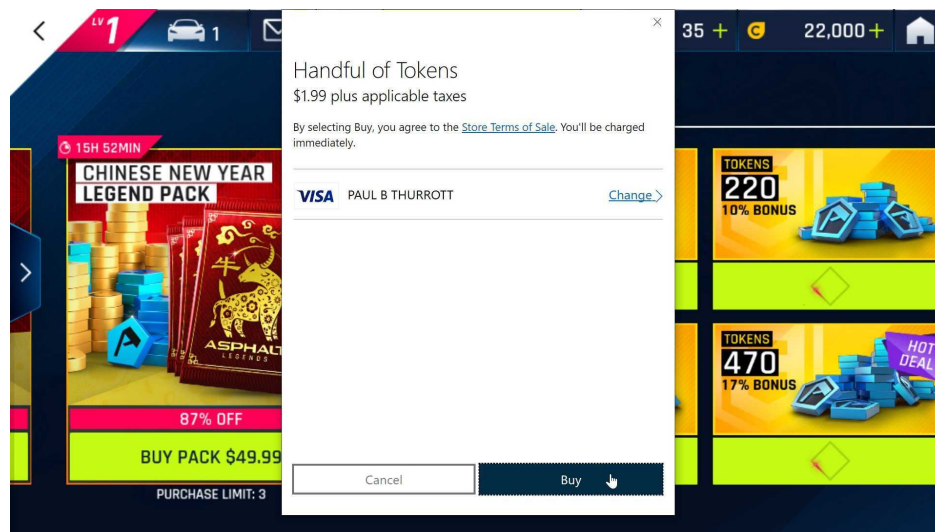 LV 1
1
35 +
22,000 +
15H 52MIN
CHINESE NEW YEAR
LEGEND PACK
牛
ASPHALT
LEGENDS
87% OFF
BUY PACK $49.99
PURCHASE LIMIT: 3
Handful of Tokens
$1.99 plus applicable taxes
By selecting Buy, you agree to the Store Terms of Sale. You'll be charged
immediately.
VISA PAUL B THURROTT Change
Cancel
Buy
TOKENS
220
10% BONUS
TOKENS
470
17% BONUS
HOT
DEAL